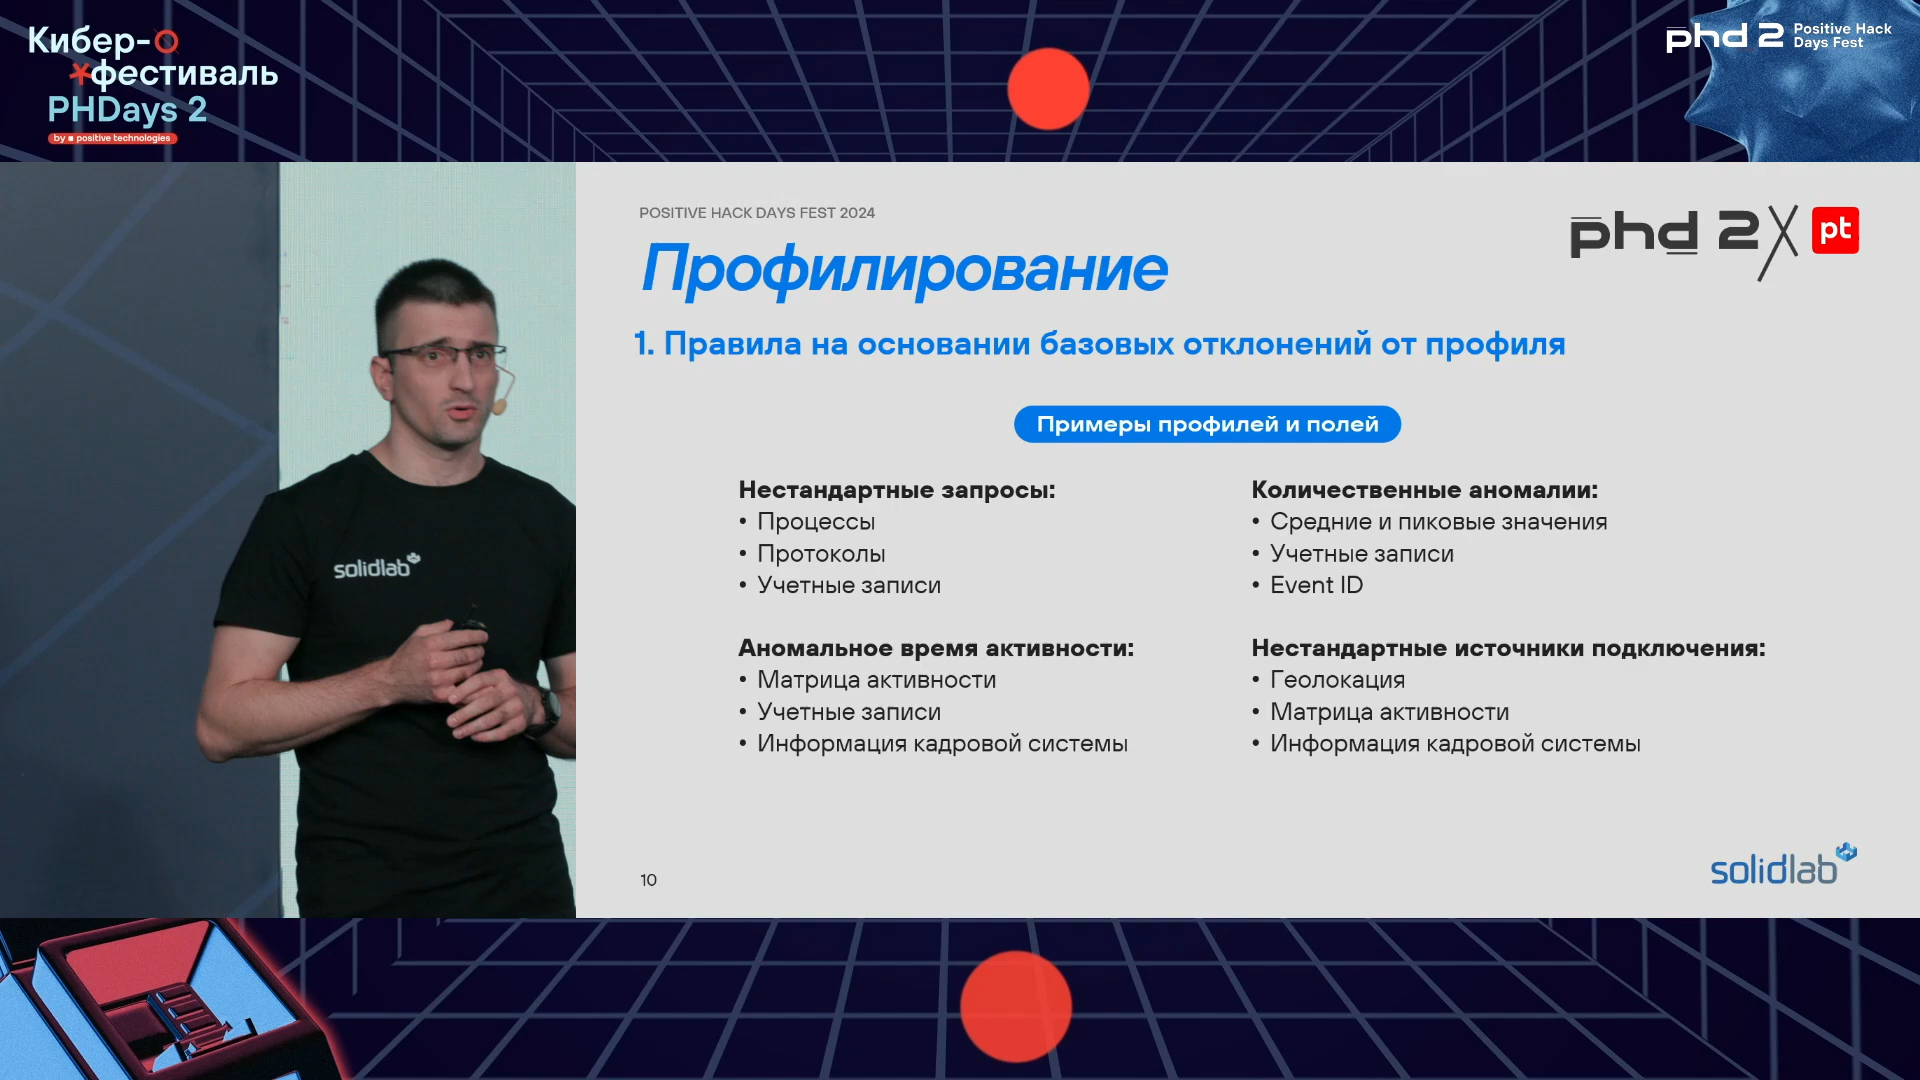 Кибер-
фестиваль
PHDays 2
by positive technologies
phd 2 Positive Hack
Days Fest
POSITIVE HACK DAYS FEST 2024
phd 2 pt
Профилирование
1. Правила на основании базовых отклонений от профиля
Примеры профилей и полей
Нестандартные запросы:
• Процессы
• Протоколы
• Учетные записи
Количественные аномалии:
• Средние и пиковые значения
• Учетные записи
• Event ID
Аномальное время активности:
• Матрица активности
• Учетные записи
• Информация кадровой системы
Нестандартные источники подключения:
• Геолокация
• Матрица активности
• Информация кадровой системы
solidlab
10
solidlab